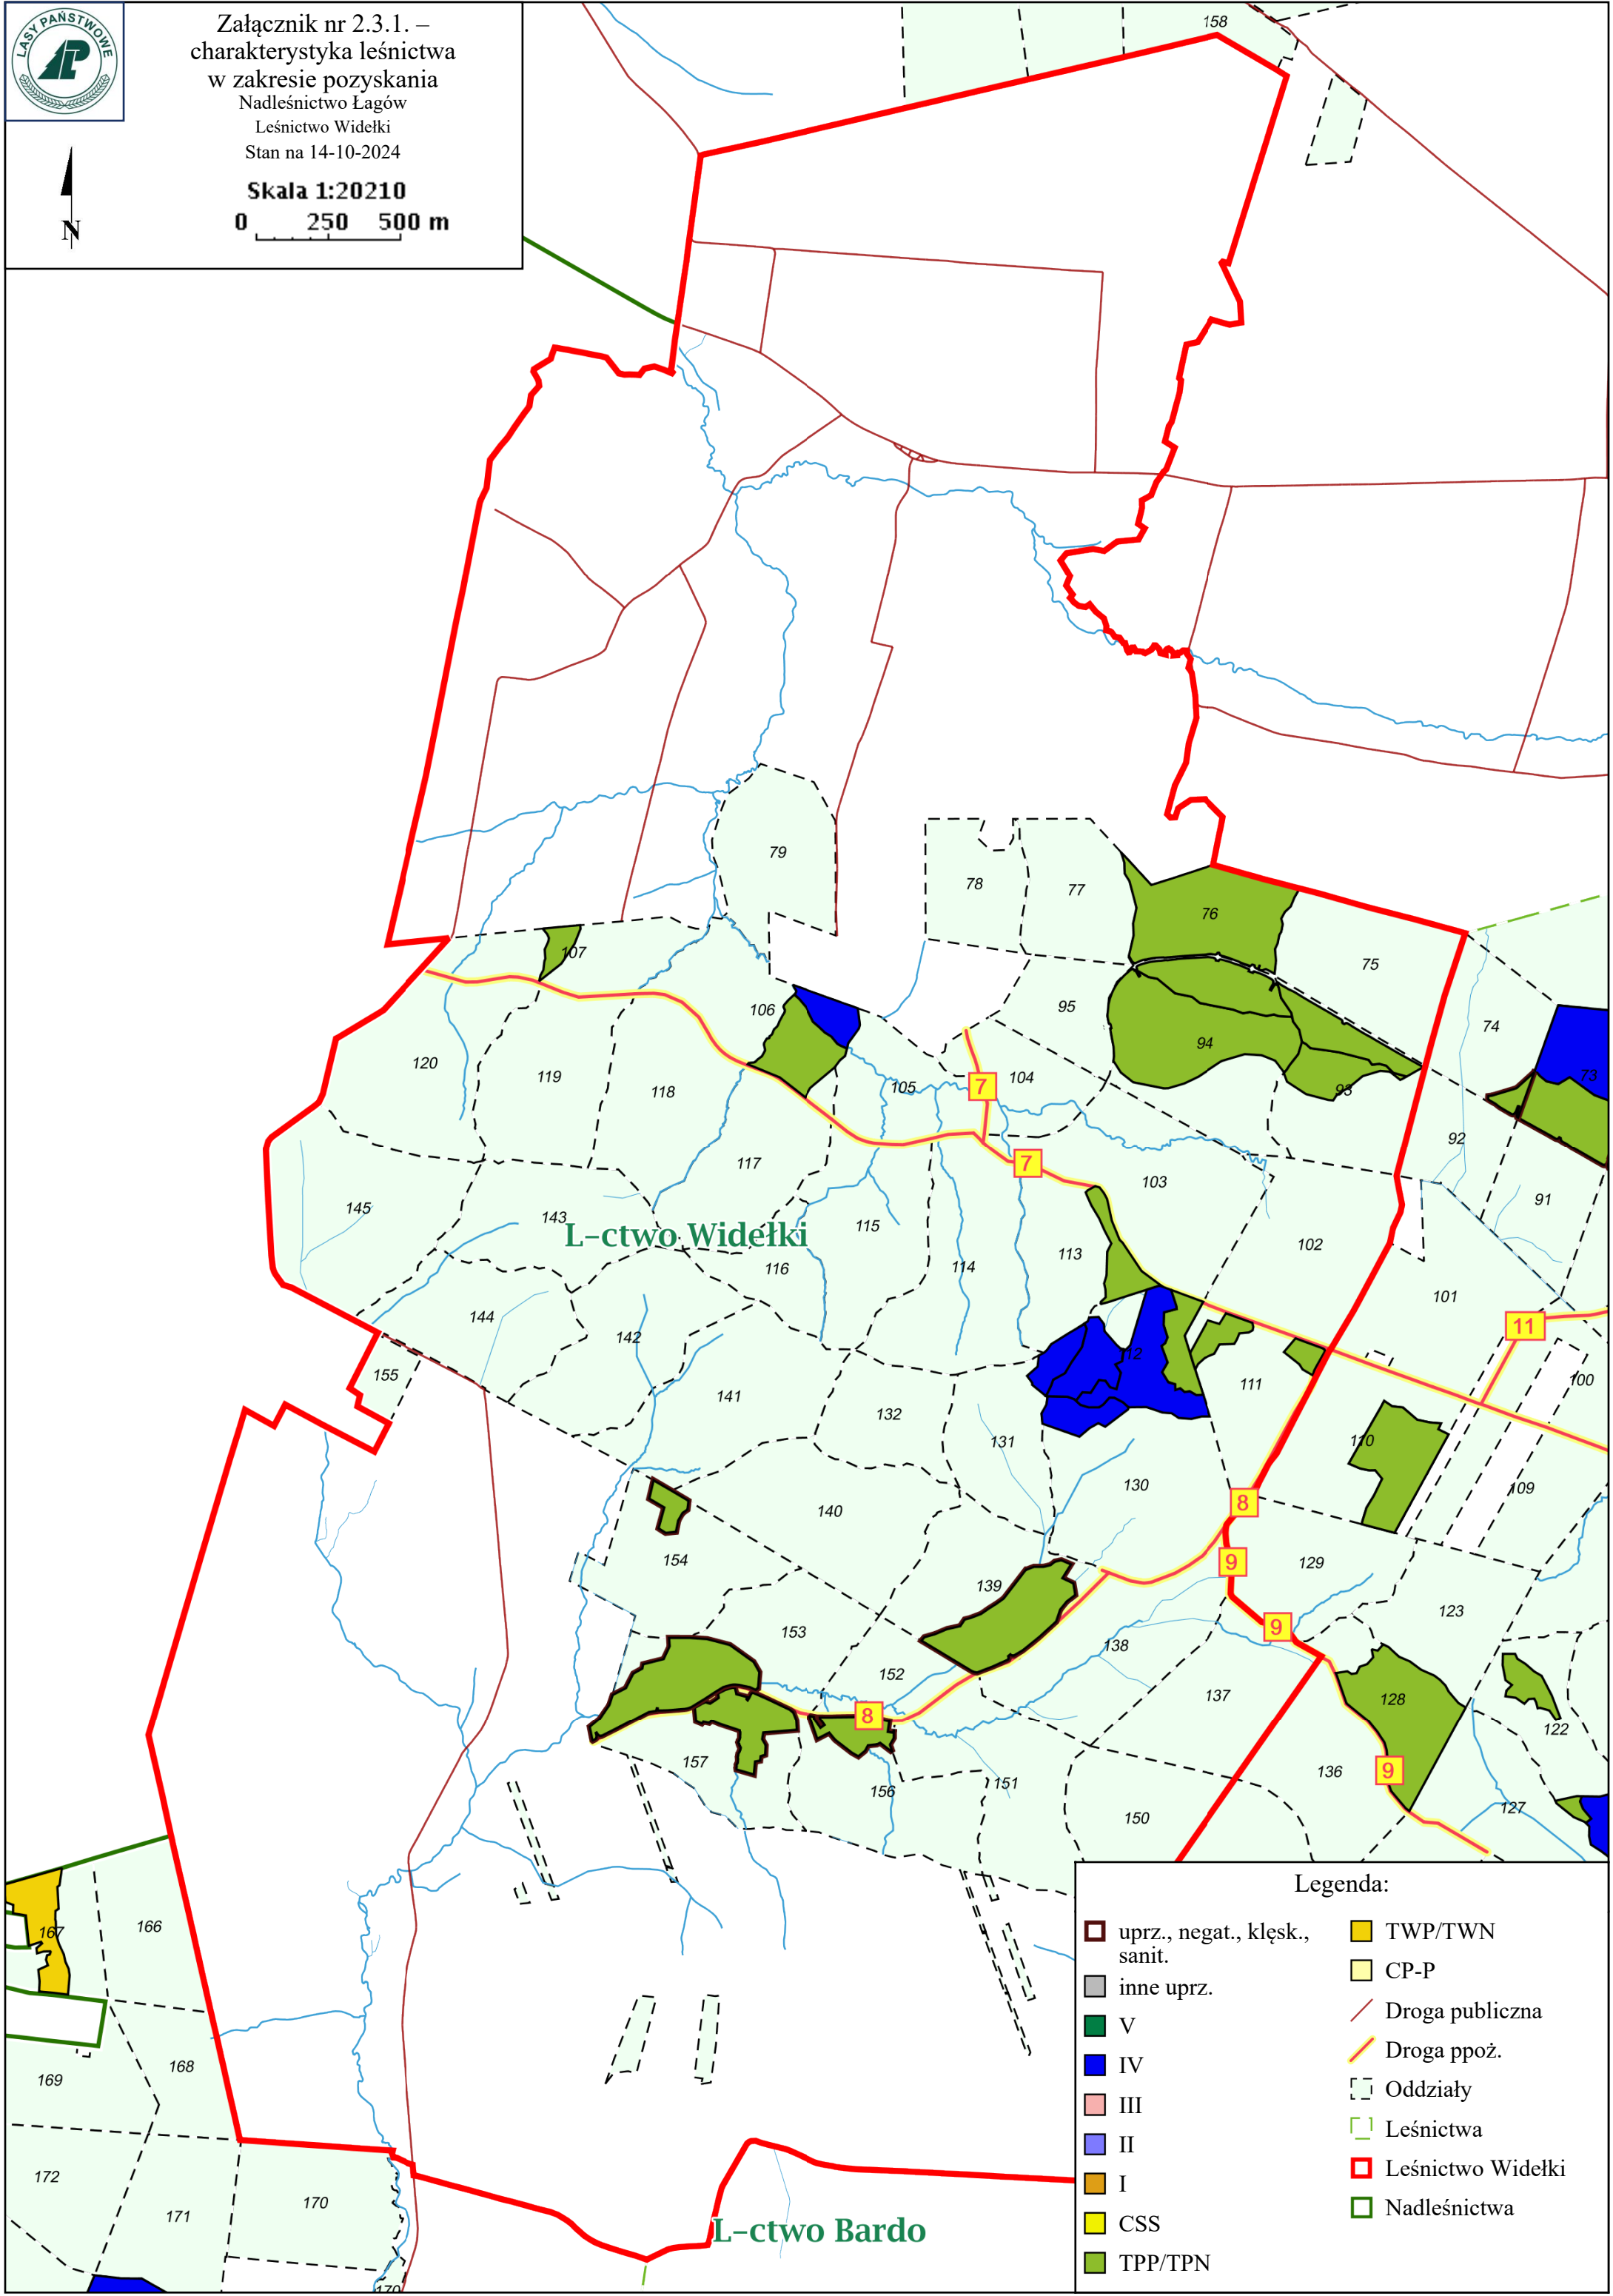 LASY PAŃSTWOWE
Załącznik nr 2.3.1. –
charakterystyka leśnictwa
w zakresie pozyskania
Nadleśnictwo Łagów
Leśnictwo Widełki
Stan na 14-10-2024
Skala 1:20210
0 250 500 m
N
158
79
78
77
76
75
107
106
95
94
93
74
73
120
119
118
105
7
104
92
117
7
103
91
145
143
L-ctwo Widełki
115
113
102
116
114
101
144
142
11
155
112
111
100
141
132
131
110
130
109
140
8
154
139
9
129
123
153
9
138
152
137
128
8
122
157
156
151
136
9
150
127
167
166
168
169
172
171
170
L-ctwo Bardo
170
Legenda:
uprz., negat., klęsk.,
sanit.
inne uprz.
V
IV
III
II
I
CSS
TPP/TPN
TWP/TWN
CP-P
Droga publiczna
Droga ppoż.
Oddziały
Leśnictwa
Leśnictwo Widełki
Nadleśnictwa